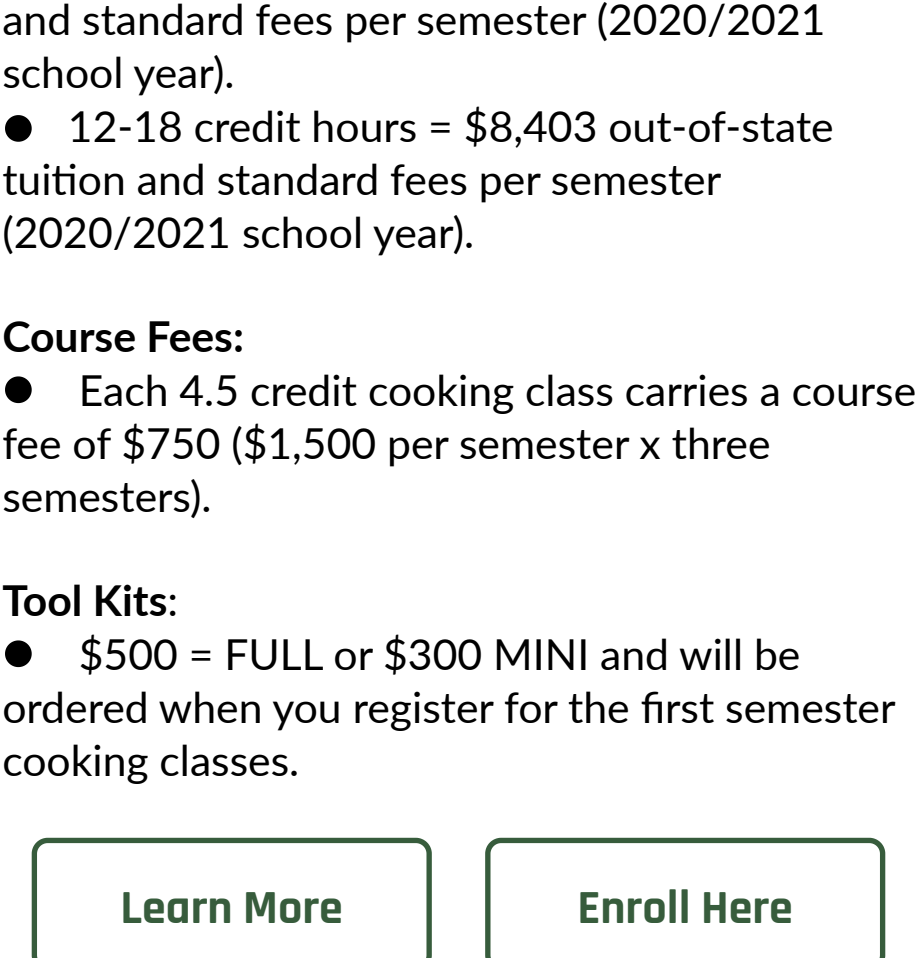 and standard fees per semester (2020/2021
school year).
● 12-18 credit hours = $8,403 out-of-state
tuition and standard fees per semester
(2020/2021 school year).
Course Fees:
● Each 4.5 credit cooking class carries a course
fee of $750 ($1,500 per semester x three
semesters).
Tool Kits:
● $500 = FULL or $300 MINI and will be
ordered when you register for the first semester
cooking classes.
Learn More
Enroll Here